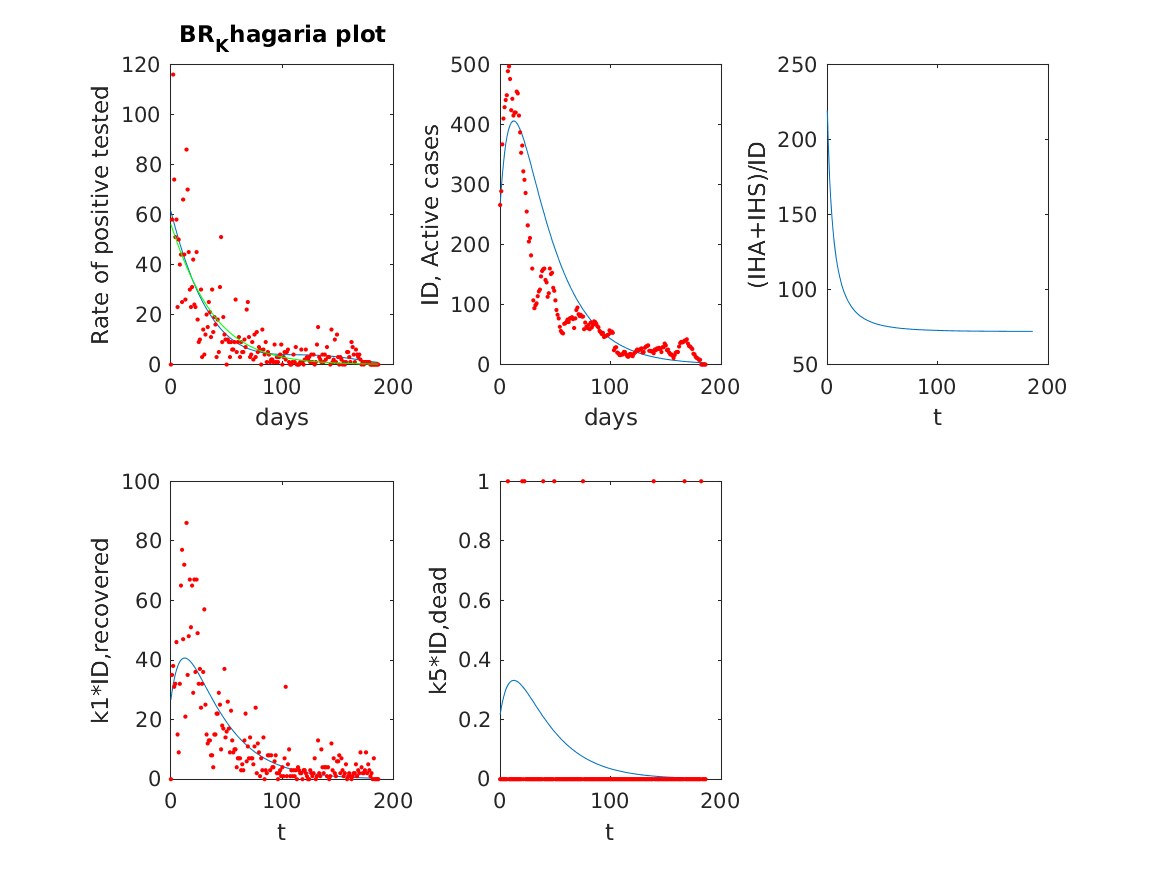 BR_Khagaria plot
120
100
80
60
40
20
0
0 100 200
Rate of positive tested
days
500
400
300
200
100
0
0 100 200
ID, Active cases
days
250
200
150
100
50
0 100 200
(IHA+IHS)/ID
t
100
80
60
40
20
0
0 100 200
k1*ID,recovered
t
1
0.8
0.6
0.4
0.2
0
0 100 200
k5*ID,dead
t